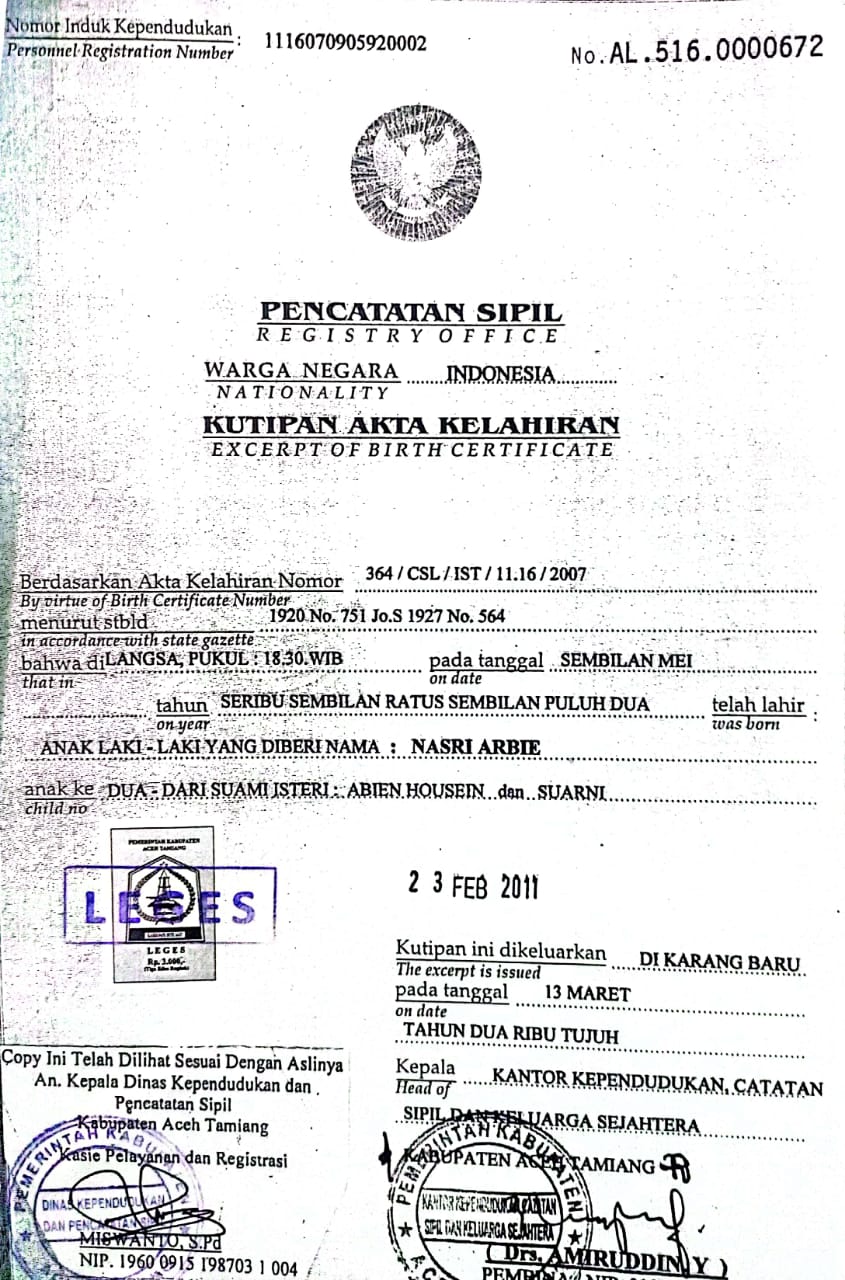 Nomor Induk Kependudukan : 1116070905920002
Personnel Registration Number
No. AL.516.0000672
PENCATATAN SIPIL
REGISTRY OFFICE
WARGA NEGARA ........ INDONESIA............
NATIONALITY
KUTIPAN AKTA KELAHIRAN
EXCERPT OF BIRTH CERTIFICATE
Berdasarkan Akta Kelahiran Nomor 364 / CSL / IST / 11.16 / 2007
By virtue of Birth Certificate Number
menurut stbld 1920 No. 751 Jo.S 1927 No. 564
in accordance with state gazette
bahwa di LANGSA, PUKUL : 18.30.WIB pada tanggal SEMBILAN MEI
that in on date
tahun SERIBU SEMBILAN RATUS SEMBILAN PULUH DUA telah lahir :
on year was born
ANAK LAKI - LAKI YANG DIBERI NAMA : NASRI ARBIE
anak ke DUA - DARI SUAMI ISTERI : ABIEN HOUSEIN dan SUARNI
child no
PEMERINTAH KABUPATEN
ACEH TAMIANG
LEGES
LEGES
Rp. 3.000,-
23 FEB 2011
Kutipan ini dikeluarkan DI KARANG BARU
The excerpt is issued
pada tanggal 13 MARET
on date
TAHUN DUA RIBU TUJUH
Kepala KANTOR KEPENDUDUKAN, CATATAN
Head of
SIPIL DAN KELUARGA SEJAHTERA
KABUPATEN ACEH TAMIANG
PEMERINTAH KABUPATEN
KANTOR KEPENDUDUKAN, CATATAN
SIPIL DAN KELUARGA SEJAHTERA
( Drs. AMIRUDDIN Y )
Copy Ini Telah Dilihat Sesuai Dengan Aslinya
An. Kepala Dinas Kependudukan dan
Pencatatan Sipil
Kabupaten Aceh Tamiang
Kasie Pelayanan dan Registrasi
PEMERINTAH KABU
DINAS KEPENDUDUKAN
DAN PENCATATAN
MISWANTO, S.Pd
NIP. 1960 0915 198703 1 004